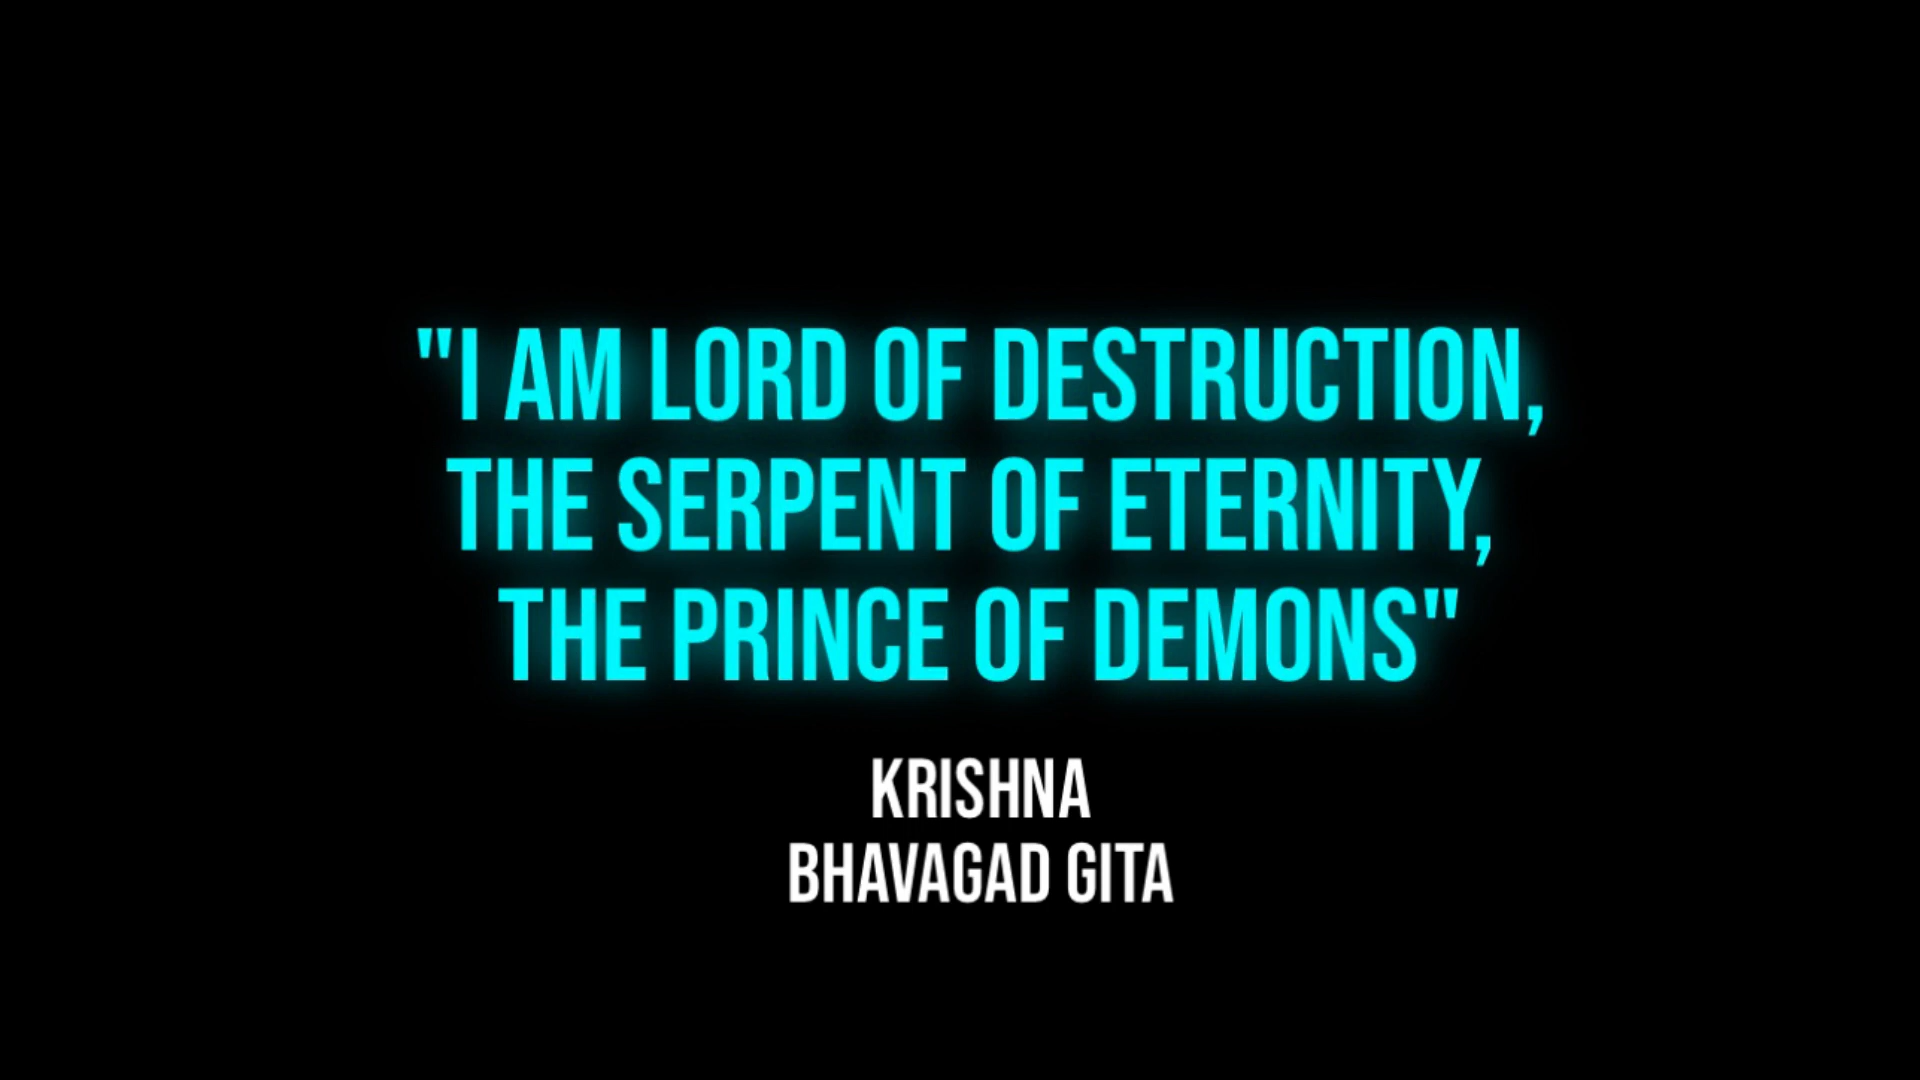 "I AM LORD OF DESTRUCTION,
THE SERPENT OF ETERNITY,
THE PRINCE OF DEMONS"
KRISHNA
BHAVAGAD GITA